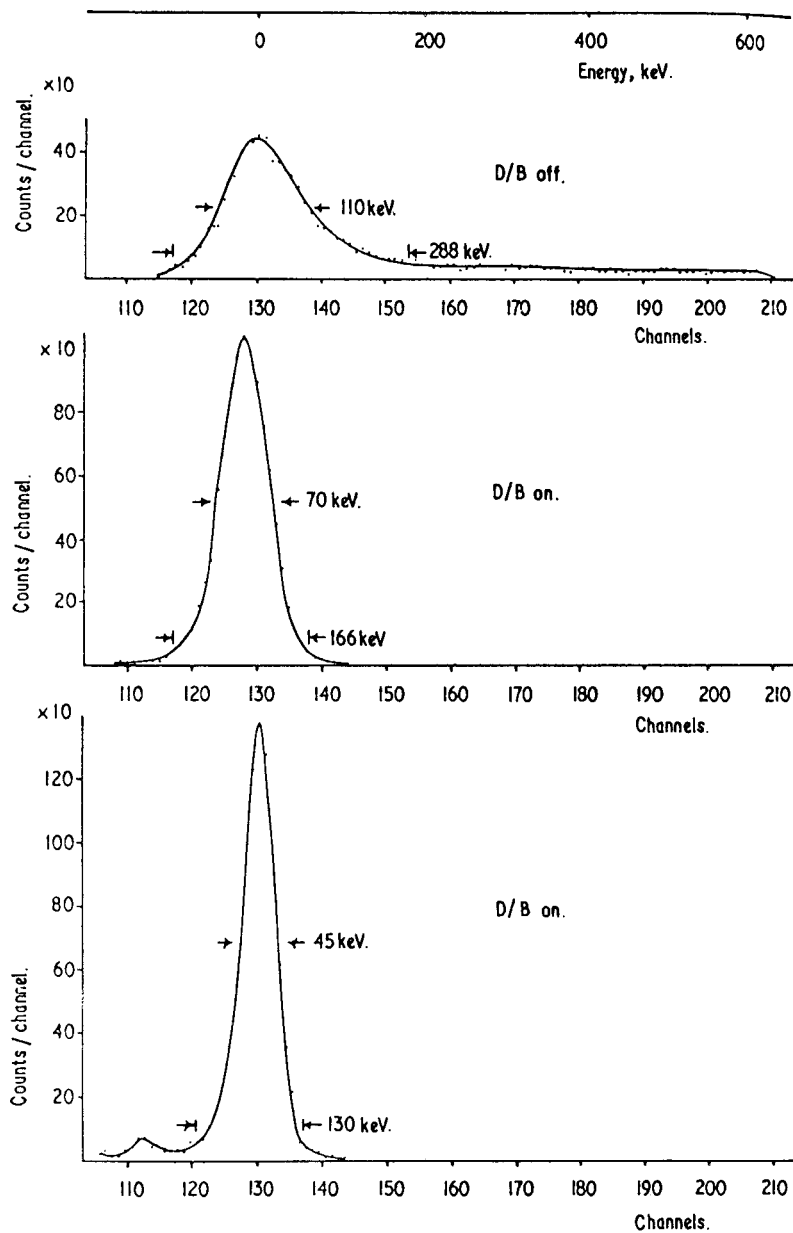 0 200 400 600
Energy, keV.
×10
Counts / channel.
40
20
D/B off.
110 keV.
288 keV.
110 120 130 140 150 160 170 180 190 200 210
Channels.
×10
Counts / channel.
80
60
40
20
D/B on.
70 keV.
166 keV
110 120 130 140 150 160 170 180 190 200 210
Channels.
×10
Counts / channel.
120
100
80
60
40
20
D/B on.
45 keV.
130 keV.
110 120 130 140 150 160 170 180 190 200 210
Channels.